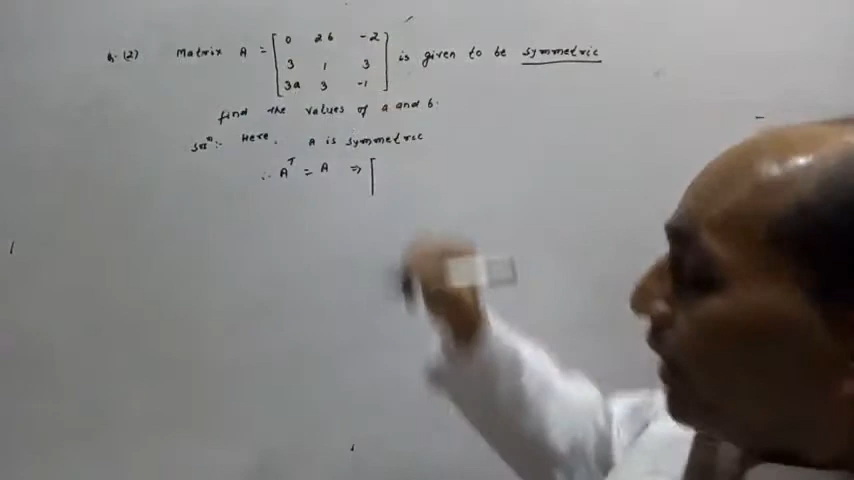 Q.(2) Matrix A = [ 0 2b -2
3 1 3
3a 3 -1 ] is given to be symmetric
find the values of a and b.
Solⁿ:- Here, A is symmetric
∴ Aᵀ = A ⇒ [